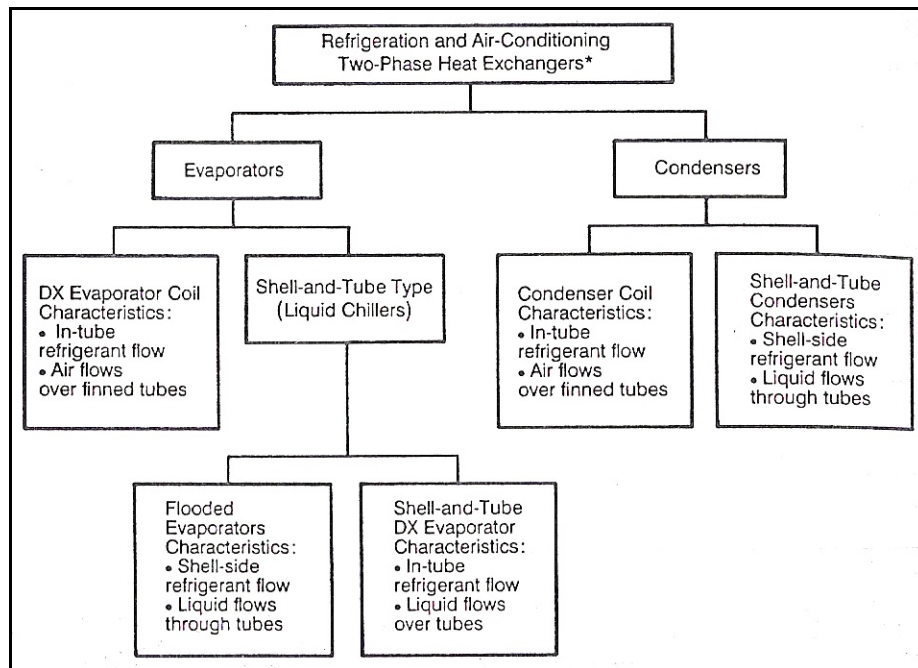 Refrigeration and Air-Conditioning
Two-Phase Heat Exchangers*
Evaporators
Condensers
DX Evaporator Coil
Characteristics:
• In-tube
refrigerant flow
• Air flows
over finned tubes
Shell-and-Tube Type
(Liquid Chillers)
Condenser Coil
Characteristics:
• In-tube
refrigerant flow
• Air flows
over finned tubes
Shell-and-Tube
Condensers
Characteristics:
• Shell-side
refrigerant flow
• Liquid flows
through tubes
Flooded
Evaporators
Characteristics:
• Shell-side
refrigerant flow
• Liquid flows
through tubes
Shell-and-Tube
DX Evaporator
Characteristics:
• In-tube
refrigerant flow
• Liquid flows
over tubes